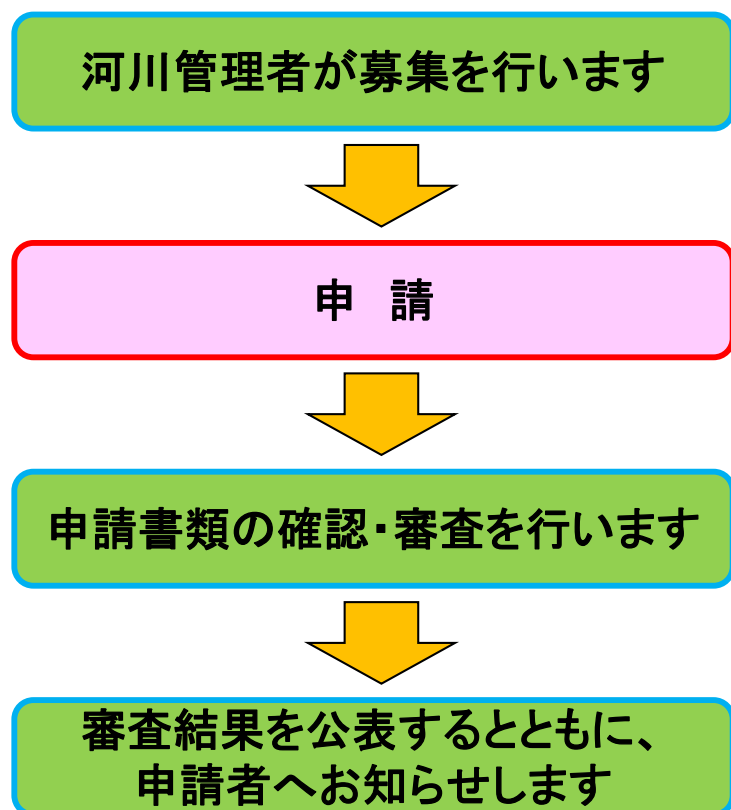 河川管理者が募集を行います
申　請
申請書類の確認・審査を行います
審査結果を公表するとともに、
申請者へお知らせします